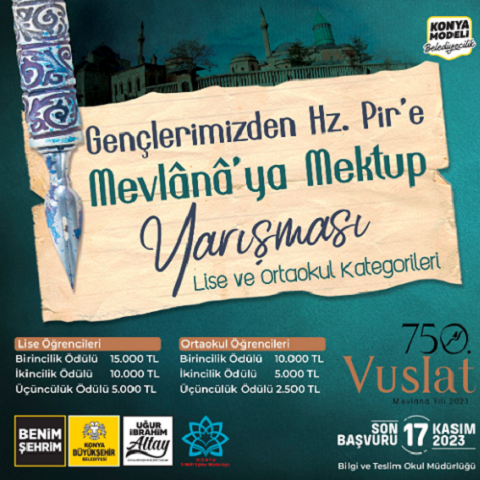 KONYA
MODELİ
Belediyecilik
Gençlerimizden Hz. Pir'e
Mevlânâ'ya Mektup
Yarışması
Lise ve Ortaokul Kategorileri
Lise Öğrencileri
Birincilik Ödülü 15.000 TL
İkincilik Ödülü 10.000 TL
Üçüncülük Ödülü 5.000 TL
Ortaokul Öğrencileri
Birincilik Ödülü 10.000 TL
İkincilik Ödülü 5.000 TL
Üçüncülük Ödülü 2.500 TL
750.
Vuslat
Mevlâna Yılı 2023
BENİM
ŞEHRİM
KONYA
BÜYÜKŞEHİR
BELEDİYESİ
UĞUR
İBRAHİM
Altay
KONYA
SON
BAŞVURU
17 KASIM
2023
Bilgi ve Teslim Okul Müdürlüğü